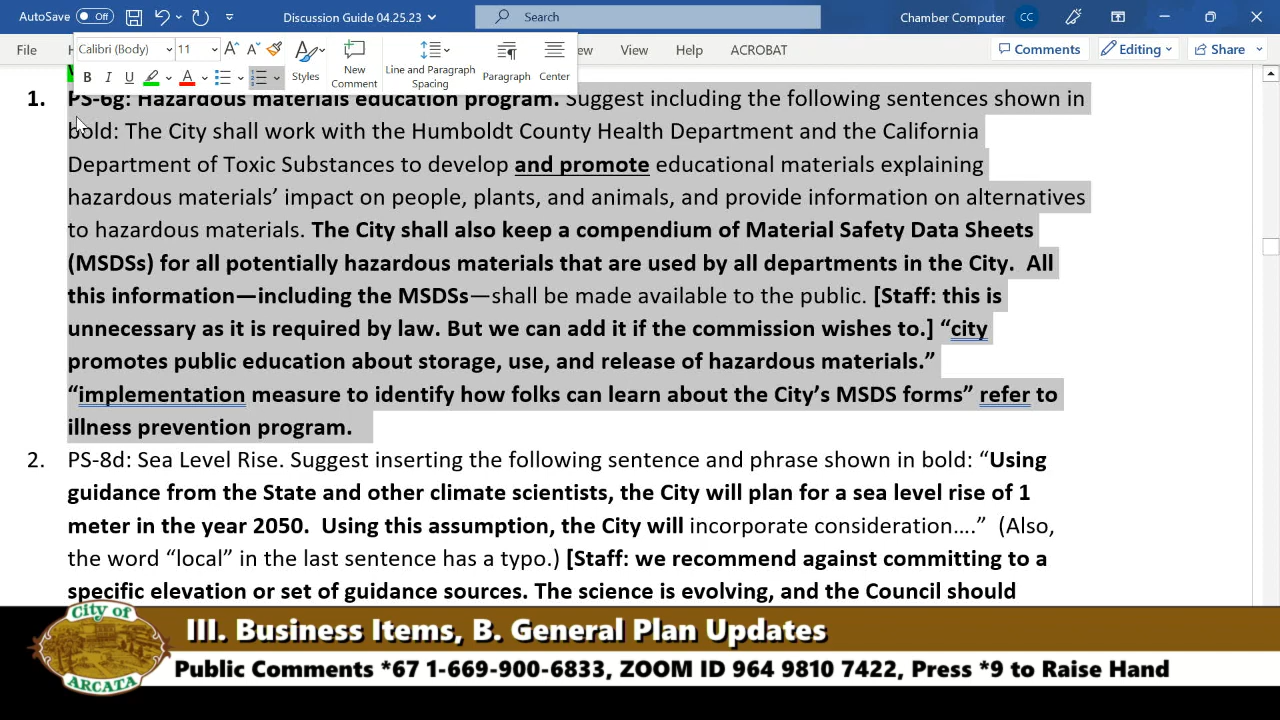 AutoSave Off Discussion Guide 04.25.23 Search Chamber Computer CC
File View Help ACROBAT Comments Editing Share
Calibri (Body) 11 A A
B I U A Styles New Comment Line and Paragraph Spacing Paragraph Center
1. PS-6g: Hazardous materials education program. Suggest including the following sentences shown in
bold: The City shall work with the Humboldt County Health Department and the California
Department of Toxic Substances to develop and promote educational materials explaining
hazardous materials’ impact on people, plants, and animals, and provide information on alternatives
to hazardous materials. The City shall also keep a compendium of Material Safety Data Sheets
(MSDSs) for all potentially hazardous materials that are used by all departments in the City.  All
this information—including the MSDSs—shall be made available to the public. [Staff: this is
unnecessary as it is required by law. But we can add it if the commission wishes to.] “city
promotes public education about storage, use, and release of hazardous materials.”
“implementation measure to identify how folks can learn about the City’s MSDS forms” refer to
illness prevention program.
2. PS-8d: Sea Level Rise. Suggest inserting the following sentence and phrase shown in bold: “Using
guidance from the State and other climate scientists, the City will plan for a sea level rise of 1
meter in the year 2050.  Using this assumption, the City will incorporate consideration….”  (Also,
the word “local” in the last sentence has a typo.) [Staff: we recommend against committing to a
specific elevation or set of guidance sources. The science is evolving, and the Council should
City of
ARCATA
III. Business Items, B. General Plan Updates
Public Comments *67 1-669-900-6833, ZOOM ID 964 9810 7422, Press *9 to Raise Hand